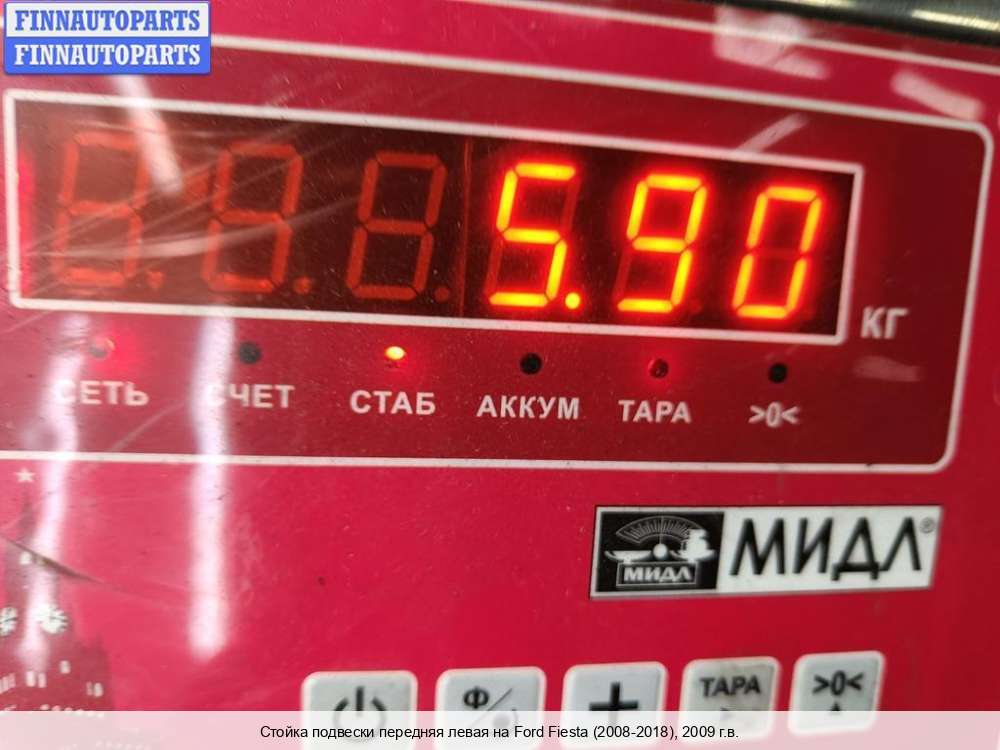 FINNAUTOPARTS
FINNAUTOPARTS
5.90
КГ
СЕТЬ СЧЕТ СТАБ АККУМ ТАРА >0<
МИДЛ МИДЛ®
Ф + ТАРА >0<
Стойка подвески передняя левая на Ford Fiesta (2008-2018), 2009 г.в.